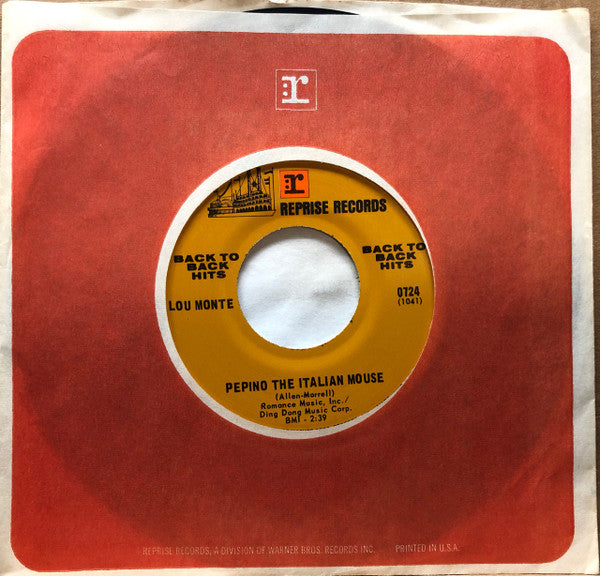 r
r
REPRISE RECORDS
BACK TO
BACK
HITS
BACK TO
BACK
HITS
LOU MONTE
0724
(1041)
PEPINO THE ITALIAN MOUSE
(Allen-Merrell)
Romance Music, Inc./
Ding Dong Music Corp.
BMI - 2:39
REPRISE RECORDS, A DIVISION OF WARNER BROS. RECORDS INC. PRINTED IN U.S.A.